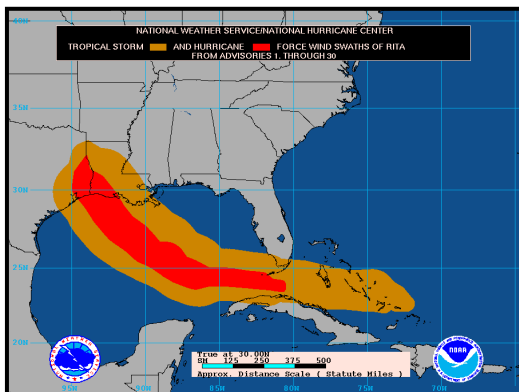 NATIONAL WEATHER SERVICE/NATIONAL HURRICANE CENTER
TROPICAL STORM AND HURRICANE FORCE WIND SWATHS OF RITA
FROM ADVISORIES 1. THROUGH 30
40N
35N
30N
25N
20N
True at 30.00N
SM 125 250 375 500
Approx. Distance Scale ( Statute Miles )
noaa
95W 90W 85W 80W 75W 70W